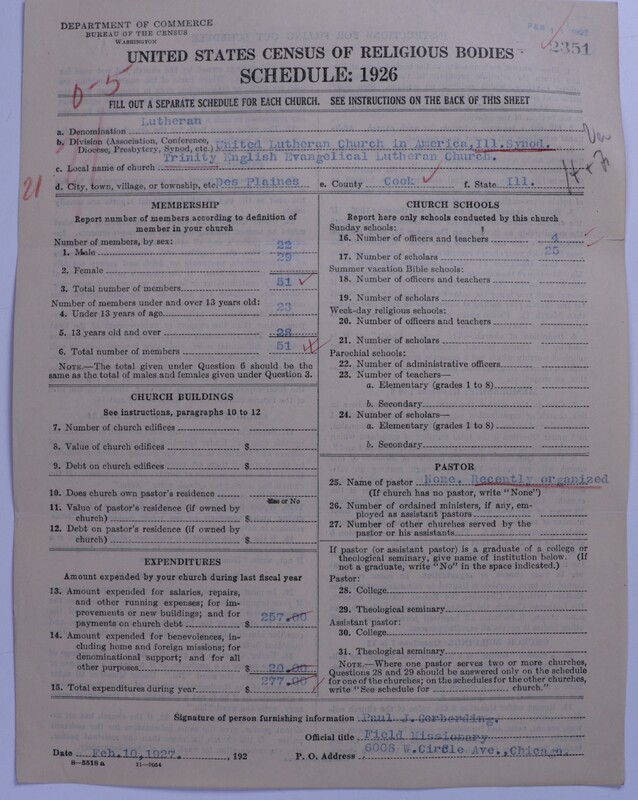 DEPARTMENT OF COMMERCE
BUREAU OF THE CENSUS
WASHINGTON
2351
UNITED STATES CENSUS OF RELIGIOUS BODIES
SCHEDULE: 1926
D-5
FILL OUT A SEPARATE SCHEDULE FOR EACH CHURCH. SEE INSTRUCTIONS ON THE BACK OF THIS SHEET
a. Denomination Lutheran
b. Division (Association, Conference, Diocese, Presbytery, Synod, etc.) United Lutheran Church in America, Ill. Synod.
c. Local name of church Trinity English Evangelical Lutheran Church.
21
d. City, town, village, or township, etc. Des Plaines e. County Cook f. State Ill.
MEMBERSHIP
Report number of members according to definition of member in your church
Number of members, by sex:
1. Male 22
2. Female 29
3. Total number of members 51
Number of members under and over 13 years old:
4. Under 13 years of age 23
5. 13 years old and over 28
6. Total number of members 51
NOTE.—The total given under Question 6 should be same as the total of males and females given under Question 3.
CHURCH BUILDINGS
See instructions, paragraphs 10 to 12
7. Number of church edifices
8. Value of church edifices $
9. Debt on church edifices $
10. Does church own pastor's residence
Yes or No
11. Value of pastor's residence (if owned by church) $
12. Debt on pastor's residence (if owned by church) $
EXPENDITURES
Amount expended by your church during last fiscal year
13. Amount expended for salaries, repairs, and other running expenses; for improvements or new buildings; and for payments on church debt $ 257.00
14. Amount expended for benevolences, including home and foreign missions; for denominational support; and for all other purposes $ 20.00
15. Total expenditures during year $ 277.00
CHURCH SCHOOLS
Report here only schools conducted by this church
Sunday schools:
16. Number of officers and teachers 4
17. Number of scholars 25
Summer vacation Bible schools:
18. Number of officers and teachers
19. Number of scholars
Week-day religious schools:
20. Number of officers and teachers
21. Number of scholars
Parochial schools:
22. Number of administrative officers
23. Number of teachers—
a. Elementary (grades 1 to 8)
b. Secondary
24. Number of scholars—
a. Elementary (grades 1 to 8)
b. Secondary
PASTOR
25. Name of pastor None. Recently organized
(If church has no pastor, write "None")
26. Number of ordained ministers, if any, employed as assistant pastors
27. Number of other churches served by the pastor or his assistants
If pastor (or assistant pastor) is a graduate of a college or theological seminary, give name of institution below. (If not a graduate, write "No" in the space indicated.)
Pastor:
28. College
29. Theological seminary
Assistant pastor:
30. College
31. Theological seminary
NOTE.—Where one pastor serves two or more churches, Questions 28 and 29 should be answered only on the schedule for one of the churches; on the schedules for the other churches, write "See schedule for church."
Signature of person furnishing information Paul J. Gerberding.
Official title Field Missionary
Date Feb. 10, 1927. , 192 P. O. Address 6008 W. Circle Ave., Chicago.
8—5518 a 11—9054